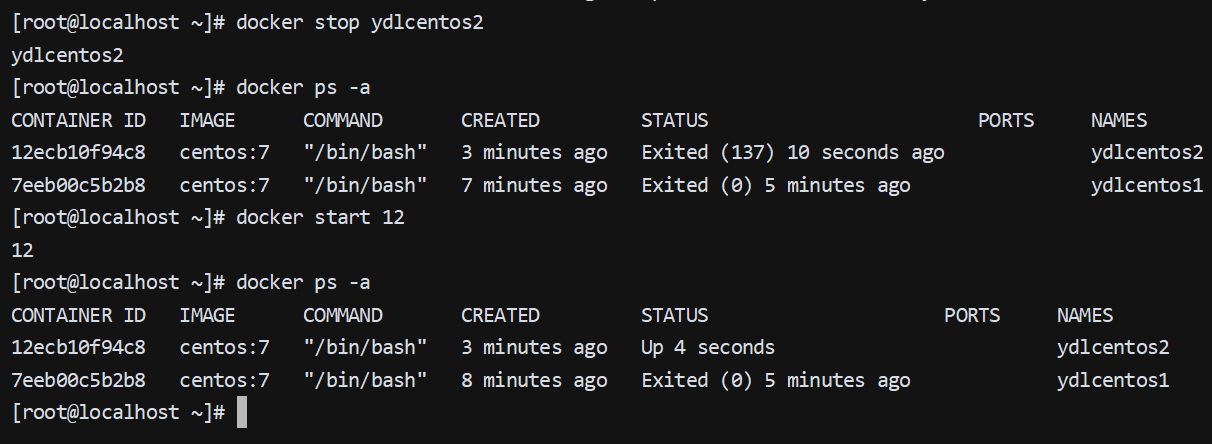 [root@localhost ~]# docker stop ydlcentos2
ydlcentos2
[root@localhost ~]# docker ps -a
CONTAINER ID   IMAGE      COMMAND       CREATED         STATUS                        PORTS     NAMES
12ecb10f94c8   centos:7   "/bin/bash"   3 minutes ago   Exited (137) 10 seconds ago             ydlcentos2
7eeb00c5b2b8   centos:7   "/bin/bash"   7 minutes ago   Exited (0) 5 minutes ago                ydlcentos1
[root@localhost ~]# docker start 12
12
[root@localhost ~]# docker ps -a
CONTAINER ID   IMAGE      COMMAND       CREATED         STATUS                     PORTS     NAMES
12ecb10f94c8   centos:7   "/bin/bash"   3 minutes ago   Up 4 seconds                         ydlcentos2
7eeb00c5b2b8   centos:7   "/bin/bash"   8 minutes ago   Exited (0) 5 minutes ago             ydlcentos1
[root@localhost ~]#